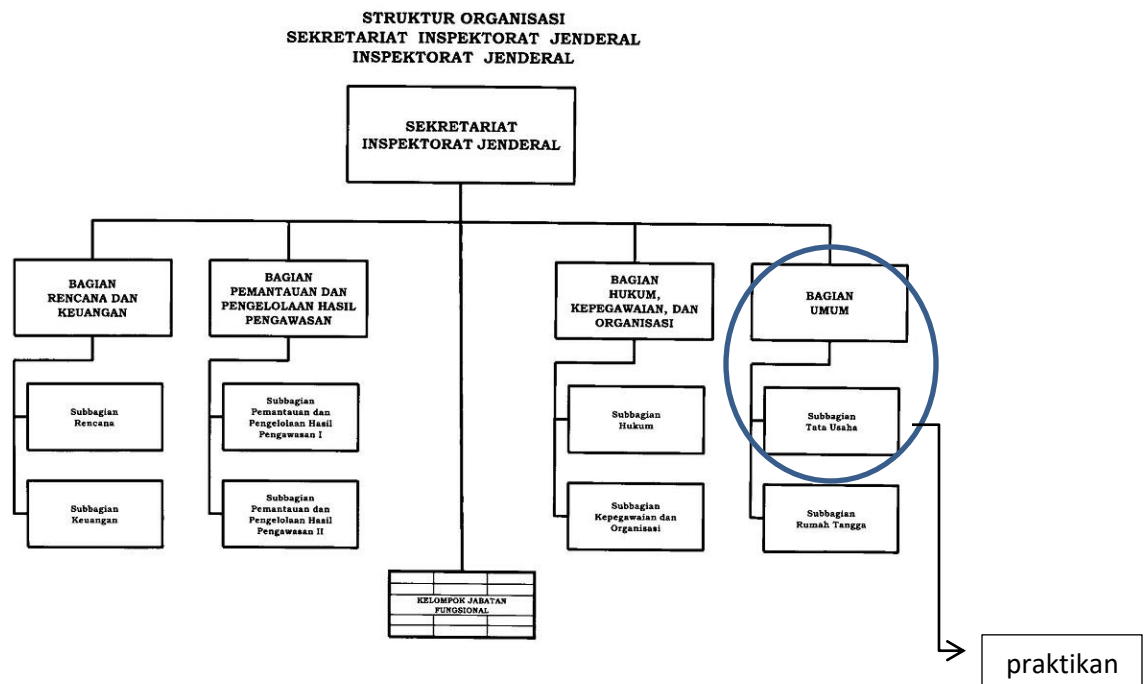 STRUKTUR ORGANISASI
SEKRETARIAT INSPEKTORAT JENDERAL
INSPEKTORAT JENDERAL
SEKRETARIAT
INSPEKTORAT JENDERAL
BAGIAN
RENCANA DAN
KEUANGAN
BAGIAN
PEMANTAUAN DAN
PENGELOLAAN HASIL
PENGAWASAN
BAGIAN
HUKUM,
KEPEGAWAIAN, DAN
ORGANISASI
BAGIAN
UMUM
Subbagian
Rencana
Subbagian
Pemantauan dan
Pengelolaan Hasil
Pengawasan I
Subbagian
Hukum
Subbagian
Tata Usaha
Subbagian
Keuangan
Subbagian
Pemantauan dan
Pengelolaan Hasil
Pengawasan II
Subbagian
Kepegawaian dan
Organisasi
Subbagian
Rumah Tangga
KELOMPOK JABATAN
FUNGSIONAL
praktikan